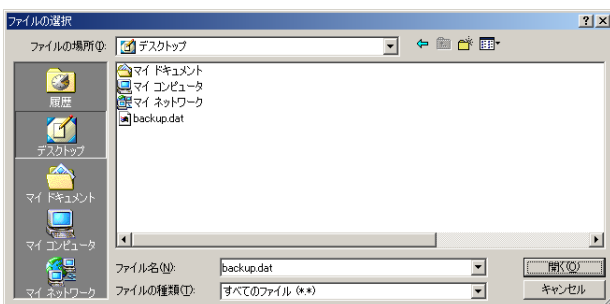 ファイルの選択
ファイルの場所(I):
デスクトップ
履歴
デスクトップ
マイ ドキュメント
マイ コンピュータ
マイ ネットワーク
マイ ドキュメント
マイ コンピュータ
マイ ネットワーク
backup.dat
ファイル名(N):
backup.dat
開く(O)
ファイルの種類(T):
すべてのファイル (*.*)
キャンセル